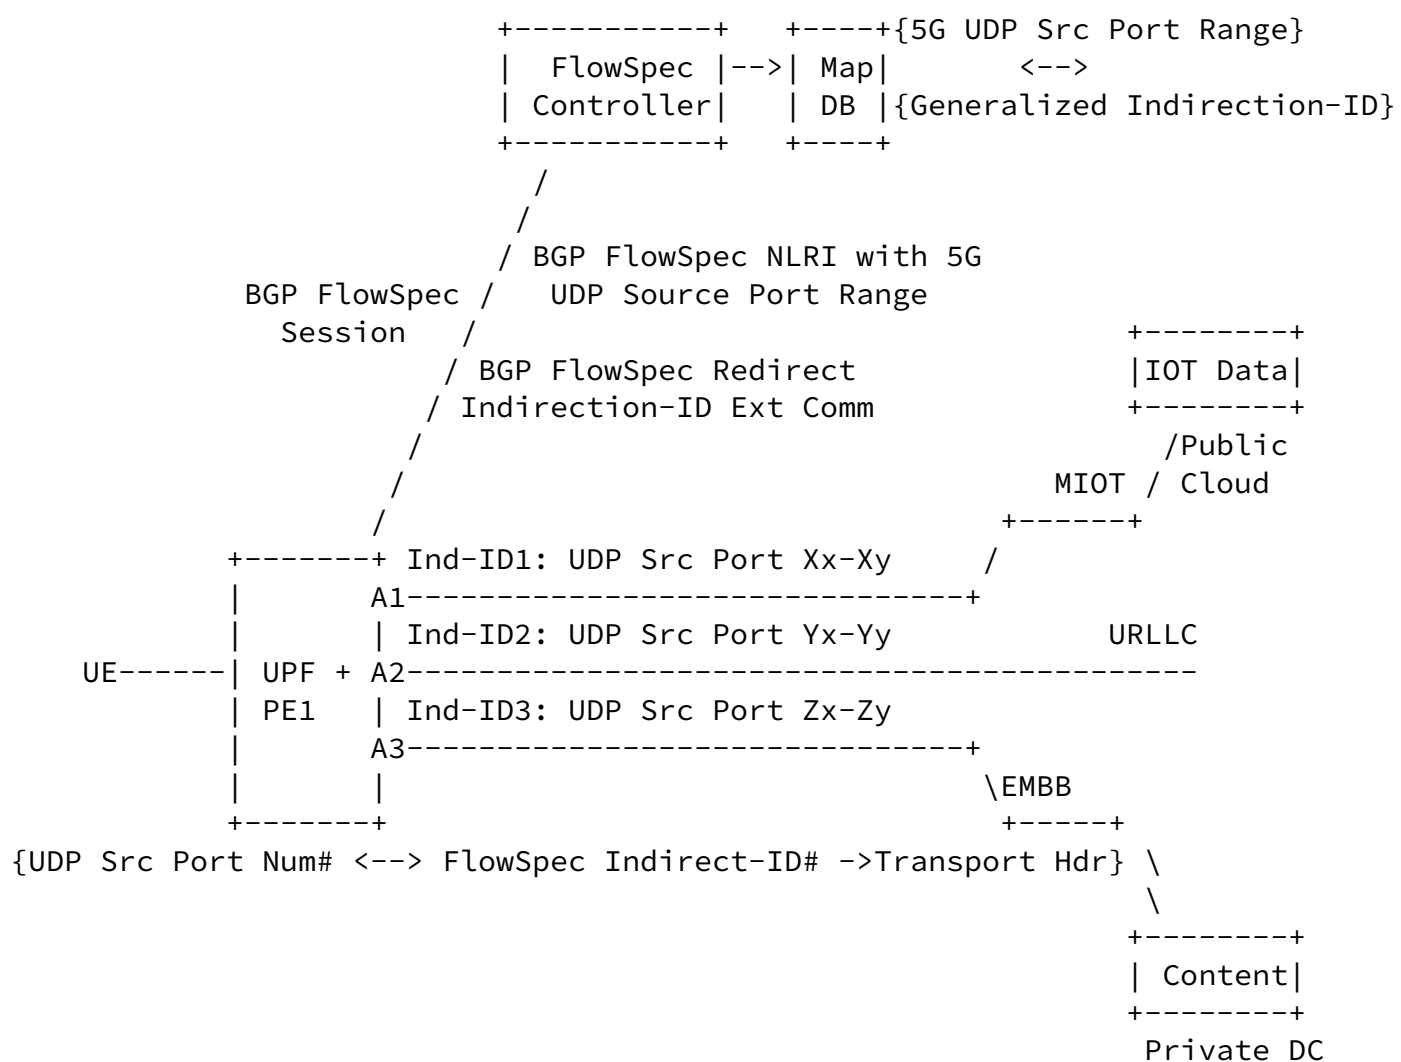 +-----------+   +----+{5G UDP Src Port Range}
|  FlowSpec |-->| Map|       <-->
| Controller|   | DB |{Generalized Indirection-ID}
+-----------+   +----+
/
/
/ BGP FlowSpec NLRI with 5G
BGP FlowSpec /   UDP Source Port Range
Session   /                                    +--------+
/ BGP FlowSpec Redirect               |IOT Data|
/ Indirection-ID Ext Comm              +--------+
/                                         /Public
/                                    MIOT / Cloud
/                                  +------+
+-------+ Ind-ID1: UDP Src Port Xx-Xy     /
|       A1-------------------------------+
|       | Ind-ID2: UDP Src Port Yx-Yy            URLLC
UE------| UPF + A2--------------------------------------------
| PE1   | Ind-ID3: UDP Src Port Zx-Zy
|       A3-------------------------------+
|       |                                 \EMBB
+-------+                                  +-----+
{UDP Src Port Num# <--> FlowSpec Indirect-ID# ->Transport Hdr} \
\
+--------+
| Content|
+--------+
Private DC